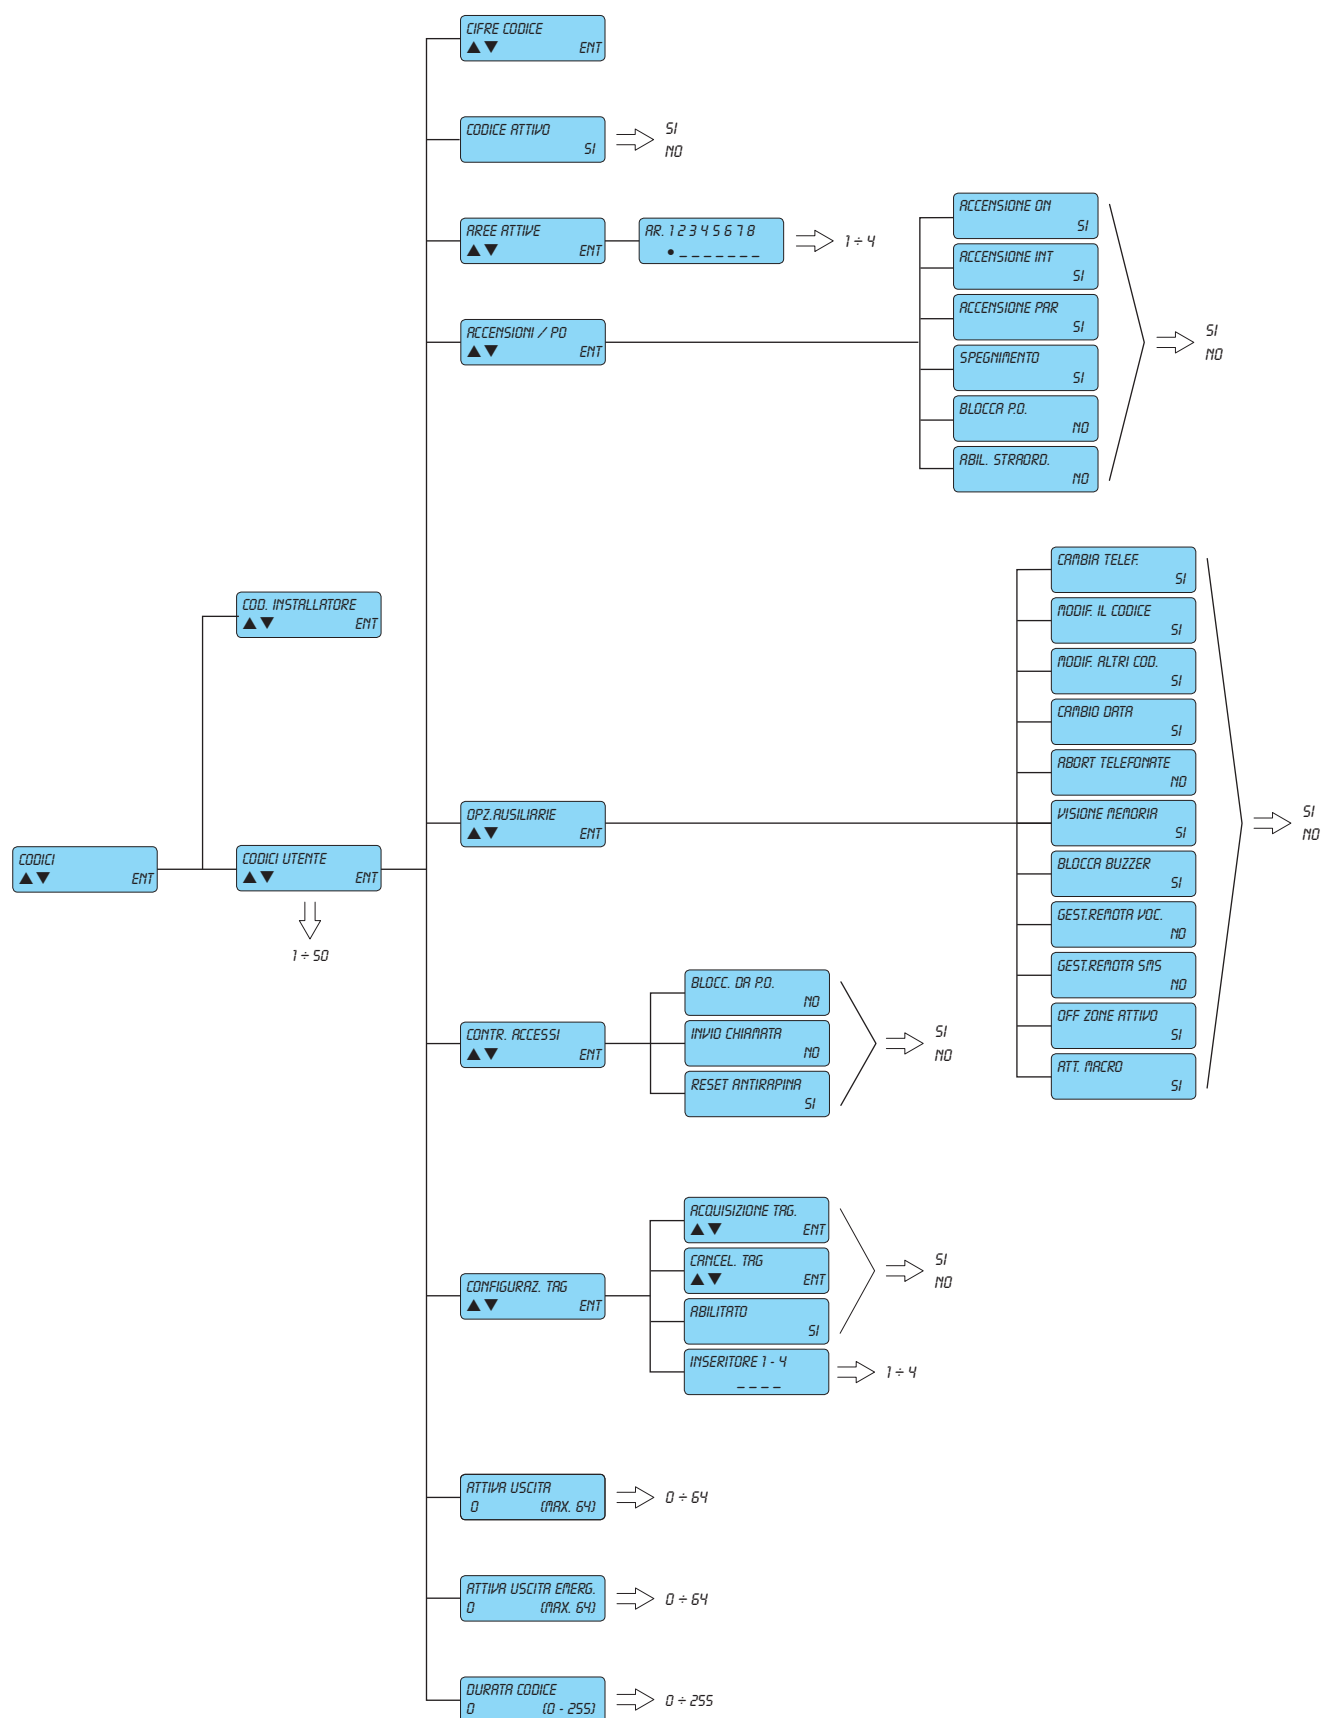 CIFRE CODICE
▲ ▼ ENT
CODICE ATTIVO
SI
SI
NO
AREE ATTIVE
▲ ▼ ENT
AR. 1 2 3 4 5 6 7 8
● _ _ _ _ _ _ _
1 ÷ 4
ACCENSIONI / PO
▲ ▼ ENT
ACCENSIONE ON
SI
ACCENSIONE INT
SI
ACCENSIONE PAR
SI
SPEGNIMENTO
SI
BLOCCA P.O.
NO
ABIL. STRAORD.
NO
SI
NO
COD. INSTALLATORE
▲ ▼ ENT
CODICI
▲ ▼ ENT
CODICI UTENTE
▲ ▼ ENT
1 ÷ 50
OPZ.AUSILIARIE
▲ ▼ ENT
CAMBIA TELEF.
SI
MODIF. IL CODICE
SI
MODIF. ALTRI COD.
SI
CAMBIO DATA
SI
ABORT TELEFONATE
NO
VISIONE MEMORIA
SI
BLOCCA BUZZER
SI
GEST.REMOTA VOC.
NO
GEST.REMOTA SMS
NO
OFF ZONE ATTIVO
SI
ATT. MACRO
SI
SI
NO
CONTR. ACCESSI
▲ ▼ ENT
BLOCC. DA P.O.
NO
INVIO CHIAMATA
NO
RESET ANTIRAPINA
SI
SI
NO
CONFIGURAZ. TAG
▲ ▼ ENT
ACQUISIZIONE TAG.
▲ ▼ ENT
CANCEL. TAG
▲ ▼ ENT
ABILITATO
SI
SI
NO
INSERITORE 1 - 4
_ _ _ _
1 ÷ 4
ATTIVA USCITA
0 (MAX. 64)
0 ÷ 64
ATTIVA USCITA EMERG.
0 (MAX. 64)
0 ÷ 64
DURATA CODICE
0 (0 - 255)
0 ÷ 255